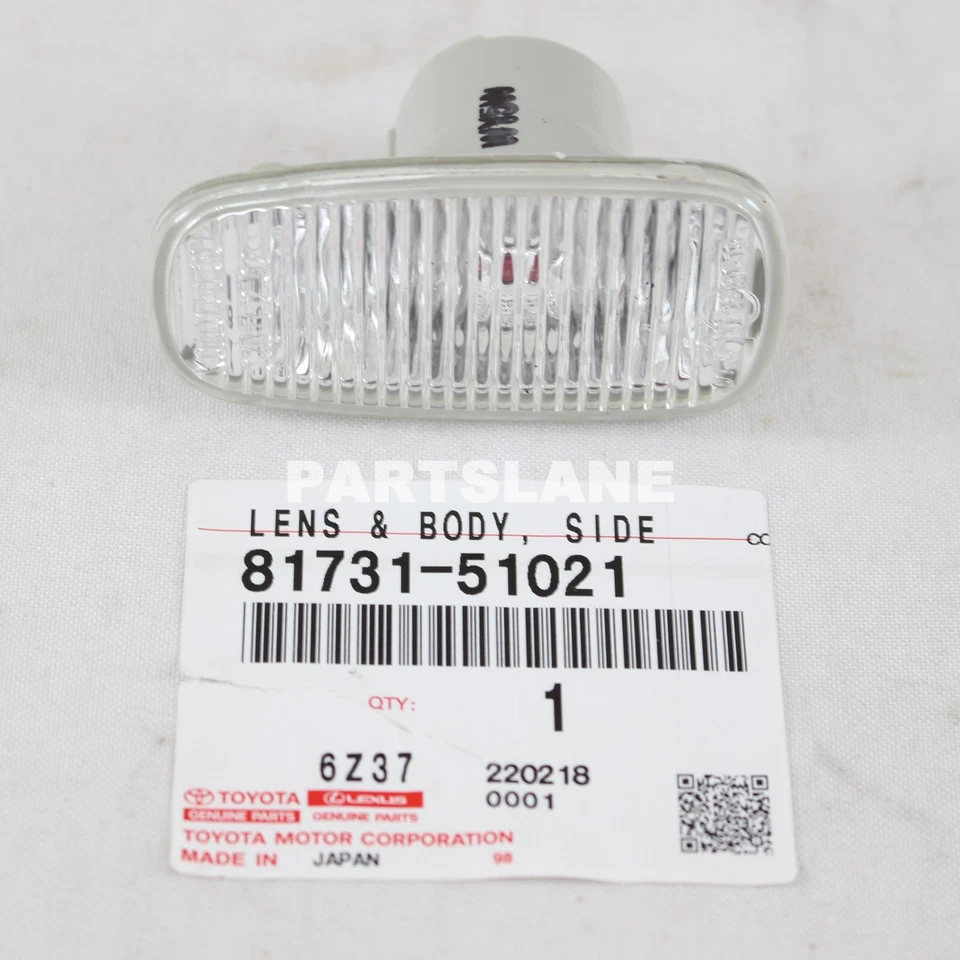 PARTSLANE
LENS & BODY, SIDE
81731-51021
QTY: 1
6Z37 220218
0001
TOYOTA LEXUS
GENUINE PARTS GENUINE PARTS
TOYOTA MOTOR CORPORATION
MADE IN JAPAN 98